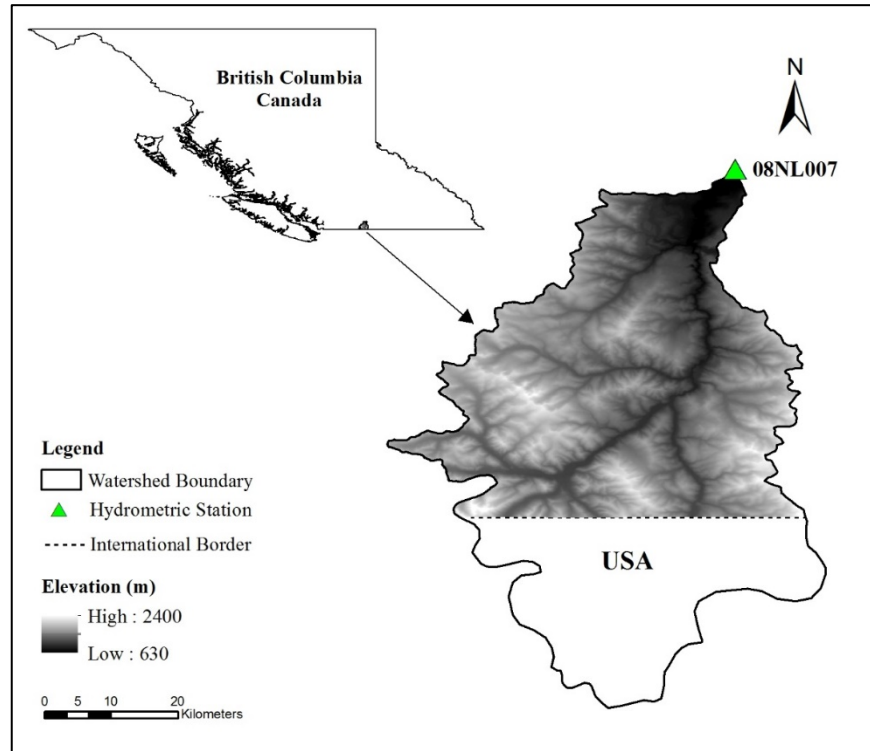 British Columbia
Canada
N
08NL007
Legend
Watershed Boundary
Hydrometric Station
International Border
USA
Elevation (m)
High : 2400
Low : 630
0 5 10 20
Kilometers